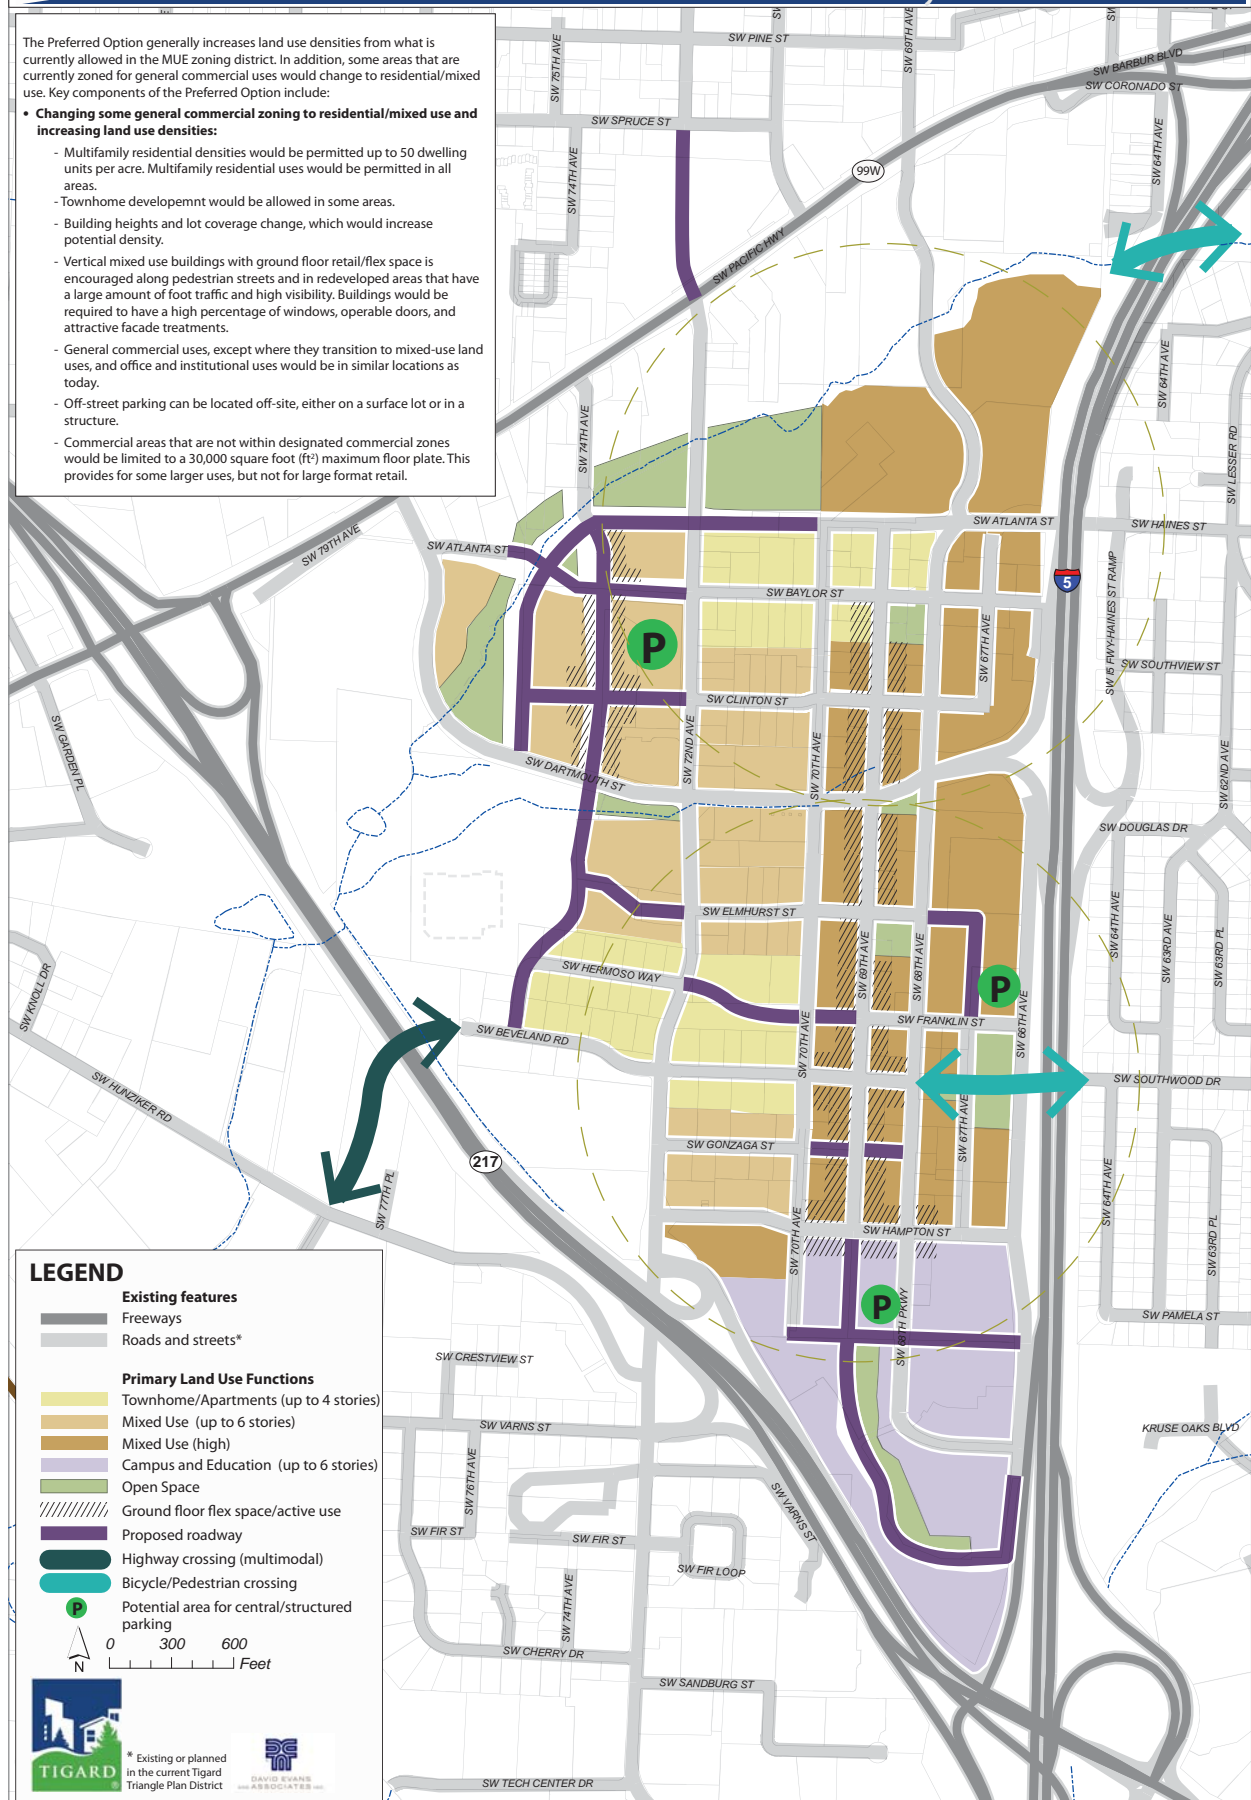 The Preferred Option generally increases land use densities from what is
currently allowed in the MUE zoning district. In addition, some areas that are
currently zoned for general commercial uses would change to residential/mixed
use. Key components of the Preferred Option include:
• Changing some general commercial zoning to residential/mixed use and
increasing land use densities:
- Multifamily residential densities would be permitted up to 50 dwelling
units per acre. Multifamily residential uses would be permitted in all
areas.
- Townhome developemnt would be allowed in some areas.
- Building heights and lot coverage change, which would increase
potential density.
- Vertical mixed use buildings with ground floor retail/flex space is
encouraged along pedestrian streets and in redeveloped areas that have
a large amount of foot traffic and high visibility. Buildings would be
required to have a high percentage of windows, operable doors, and
attractive facade treatments.
- General commercial uses, except where they transition to mixed-use land
uses, and office and institutional uses would be in similar locations as
today.
- Off-street parking can be located off-site, either on a surface lot or in a
structure.
- Commercial areas that are not within designated commercial zones
would be limited to a 30,000 square foot (ft²) maximum floor plate. This
provides for some larger uses, but not for large format retail.
SW PINE ST
SW 75TH AVE
SW 69TH AVE
SW BARBUR BLVD
SW CORONADO ST
SW SPRUCE ST
SW 74TH AVE
SW 64TH AVE
99W
SW PACIFIC HWY
SW 64TH AVE
SW 74TH AVE
SW LESSER RD
SW 79TH AVE
SW ATLANTA ST
SW ATLANTA ST
SW HAINES ST
5
SW BAYLOR ST
SW I5 FWY-HAINES ST RAMP
P
SW 67TH AVE
SW SOUTHVIEW ST
SW CLINTON ST
SW GARDEN PL
SW 72ND AVE
SW 70TH AVE
SW 62ND AVE
SW DARTMOUTH ST
SW DOUGLAS DR
SW ELMHURST ST
SW 64TH AVE
SW 63RD AVE
SW 63RD PL
SW 69TH AVE
SW 68TH AVE
SW KNOLL DR
SW HERMOSO WAY
P
SW FRANKLIN ST
SW 66TH AVE
SW BEVELAND RD
SW 70TH AVE
SW SOUTHWOOD DR
SW HUNZIKER RD
SW 67TH AVE
SW GONZAGA ST
217
SW 77TH PL
SW 64TH AVE
SW 63RD PL
SW 70TH AVE
SW HAMPTON ST
P
SW 68TH PKWY
SW PAMELA ST
SW CRESTVIEW ST
SW VARNS ST
KRUSE OAKS BLVD
SW 76TH AVE
SW VARNS ST
SW FIR ST
SW FIR ST
SW FIR LOOP
SW 74TH AVE
SW CHERRY DR
SW SANDBURG ST
SW TECH CENTER DR
LEGEND
Existing features
Freeways
Roads and streets*
Primary Land Use Functions
Townhome/Apartments (up to 4 stories)
Mixed Use (up to 6 stories)
Mixed Use (high)
Campus and Education (up to 6 stories)
Open Space
Ground floor flex space/active use
Proposed roadway
Highway crossing (multimodal)
Bicycle/Pedestrian crossing
P Potential area for central/structured
parking
N
0 300 600
Feet
TIGARD
* Existing or planned
in the current Tigard
Triangle Plan District
DAVID EVANS
AND ASSOCIATES INC.